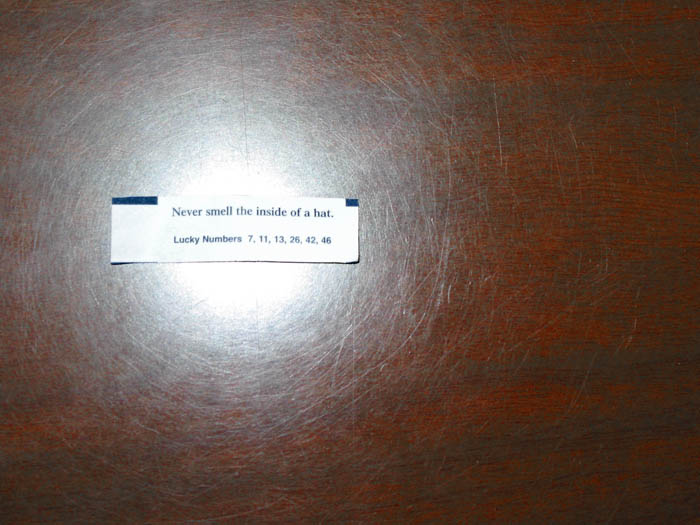 Never smell the inside of a hat.
Lucky Numbers 7, 11, 13, 26, 42, 46